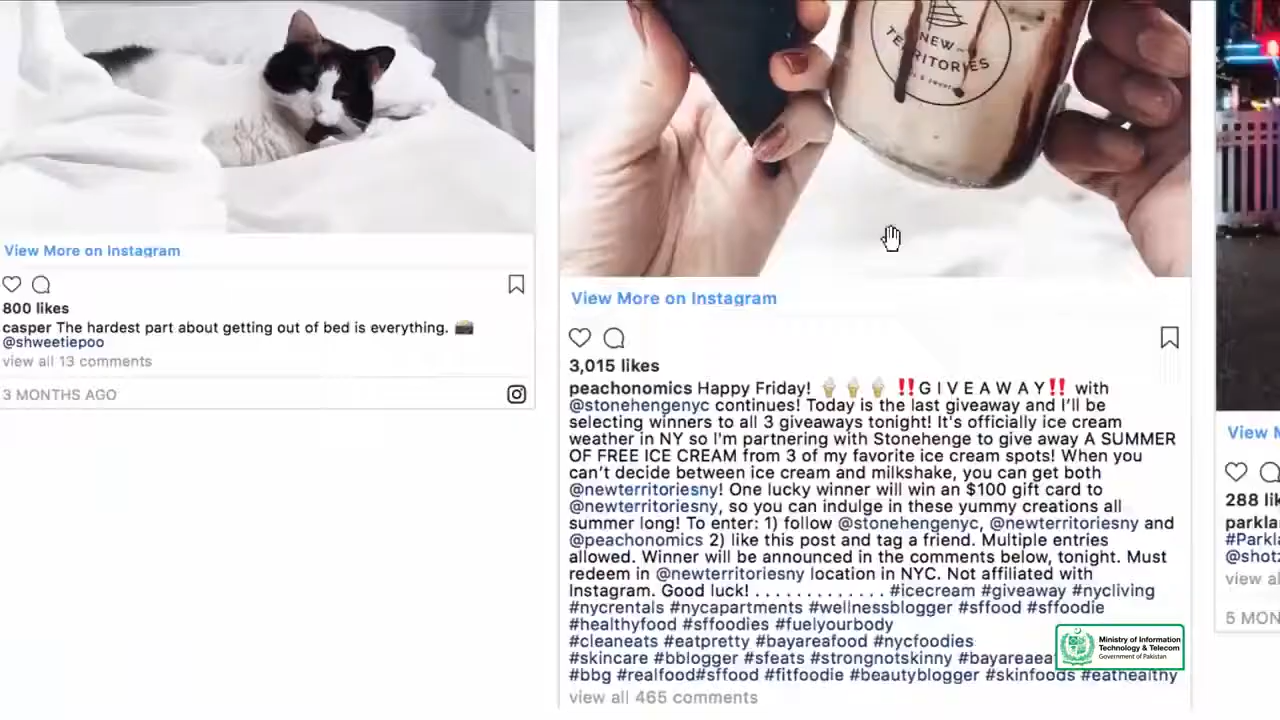 View More on Instagram
800 likes
casper The hardest part about getting out of bed is everything. 📷
@shweetiepoo
view all 13 comments
3 MONTHS AGO
NEW
TERRITORIES
View More on Instagram
3,015 likes
peachonomics Happy Friday! 🍦 🍦 🍦 ‼️G I V E A W A Y‼️ with
@stonehengenyc continues! Today is the last giveaway and I’ll be
selecting winners to all 3 giveaways tonight! It's officially ice cream
weather in NY so I'm partnering with Stonehenge to give away A SUMMER
OF FREE ICE CREAM from 3 of my favorite ice cream spots! When you
can’t decide between ice cream and milkshake, you can get both
@newterritoriesny! One lucky winner will win an $100 gift card to
@newterritoriesny, so you can indulge in these yummy creations all
summer long! To enter: 1) follow @stonehengenyc, @newterritoriesny and
@peachonomics 2) like this post and tag a friend. Multiple entries
allowed. Winner will be announced in the comments below, tonight. Must
redeem in @newterritoriesny location in NYC. Not affiliated with
Instagram. Good luck! . . . . . . . . . . . . . #icecream #giveaway #nycliving
#nycrentals #nycapartments #wellnessblogger #sffood #sffoodie
#healthyfood #sffoodies #fuelyourbody
#cleaneats #eatpretty #bayareafood #nycfoodies
#skincare #bblogger #sfeats #strongnotskinny #bayareaeat
#bbg #realfood#sffood #fitfoodie #beautyblogger #skinfoods #eathealthy
view all 465 comments
View M
288 lik
parkla
#Parkla
@shotz
view al
5 MON
Ministry of Information
Technology & Telecom
Government of Pakistan